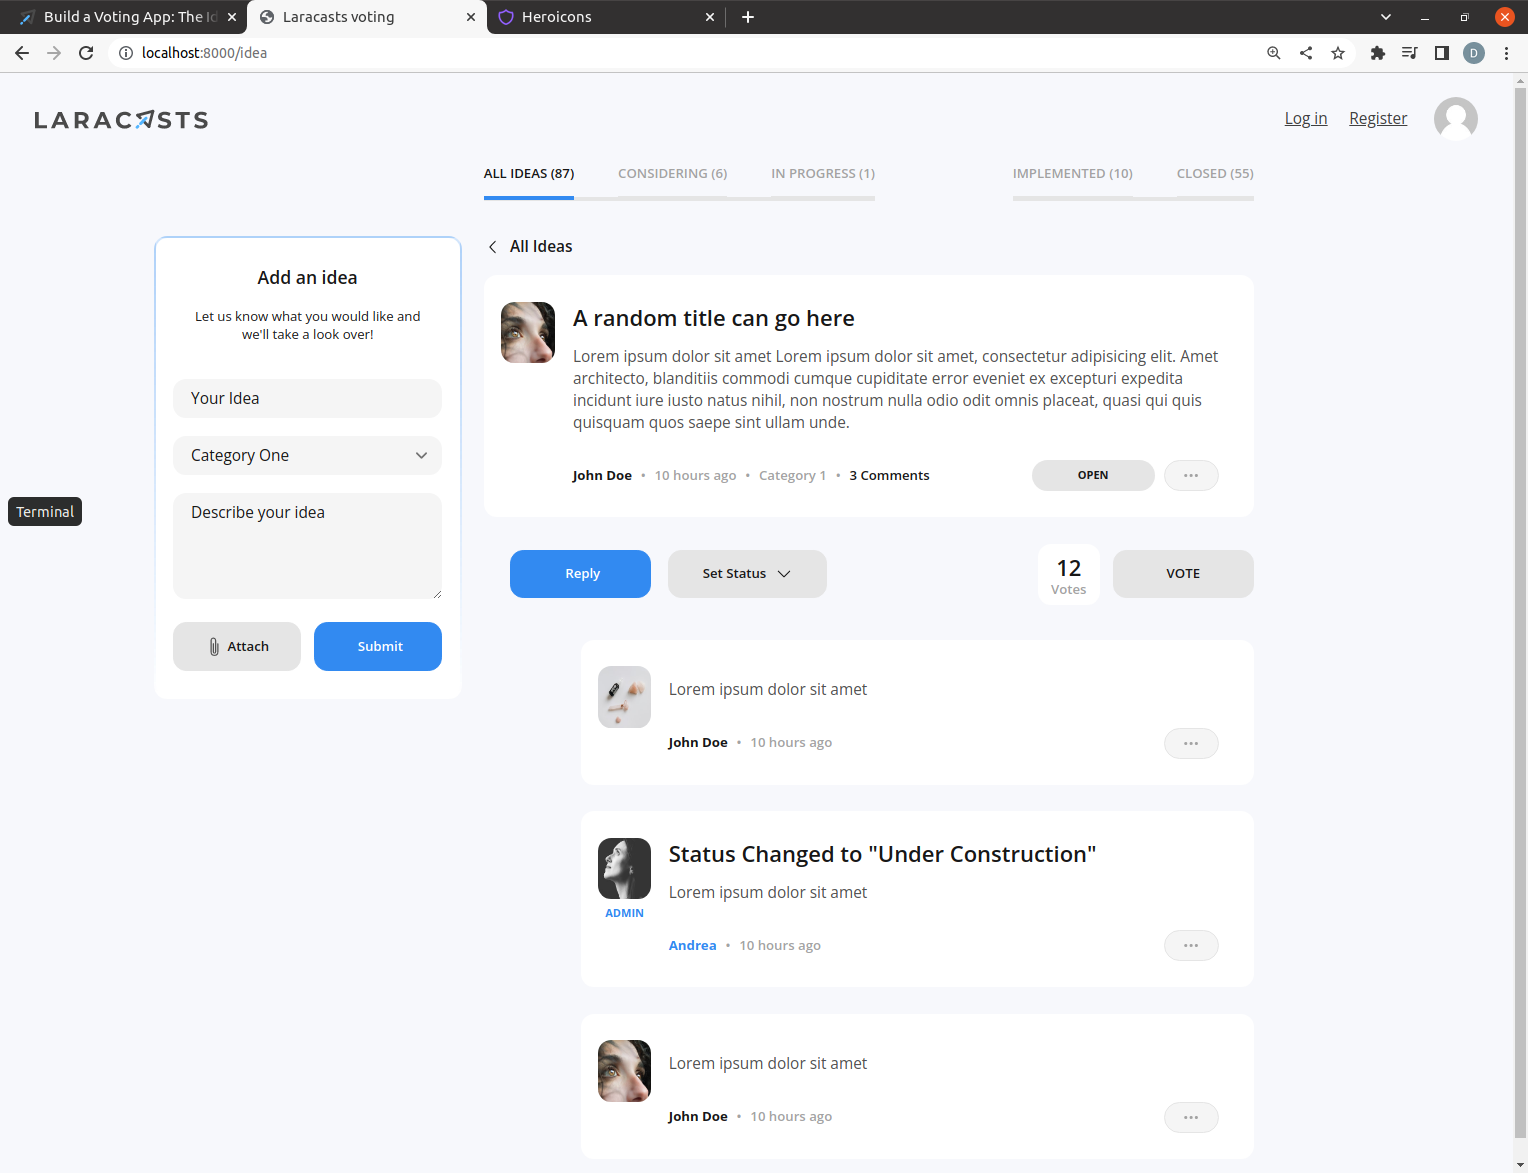 Build a Voting App: The Id
Laracasts voting
Heroicons
localhost:8000/idea
D
LARACASTS
Log in
Register
ALL IDEAS (87)
CONSIDERING (6)
IN PROGRESS (1)
IMPLEMENTED (10)
CLOSED (55)
All Ideas
Add an idea
Let us know what you would like and
we'll take a look over!
Your Idea
Category One
Describe your idea
Attach
Submit
Terminal
A random title can go here
Lorem ipsum dolor sit amet Lorem ipsum dolor sit amet, consectetur adipisicing elit. Amet
architecto, blanditiis commodi cumque cupiditate error eveniet ex excepturi expedita
incidunt iure iusto natus nihil, non nostrum nulla odio odit omnis placeat, quasi qui quis
quisquam quos saepe sint ullam unde.
John Doe • 10 hours ago • Category 1 • 3 Comments
OPEN
Reply
Set Status
12
Votes
VOTE
Lorem ipsum dolor sit amet
John Doe • 10 hours ago
Status Changed to "Under Construction"
Lorem ipsum dolor sit amet
ADMIN
Andrea • 10 hours ago
Lorem ipsum dolor sit amet
John Doe • 10 hours ago